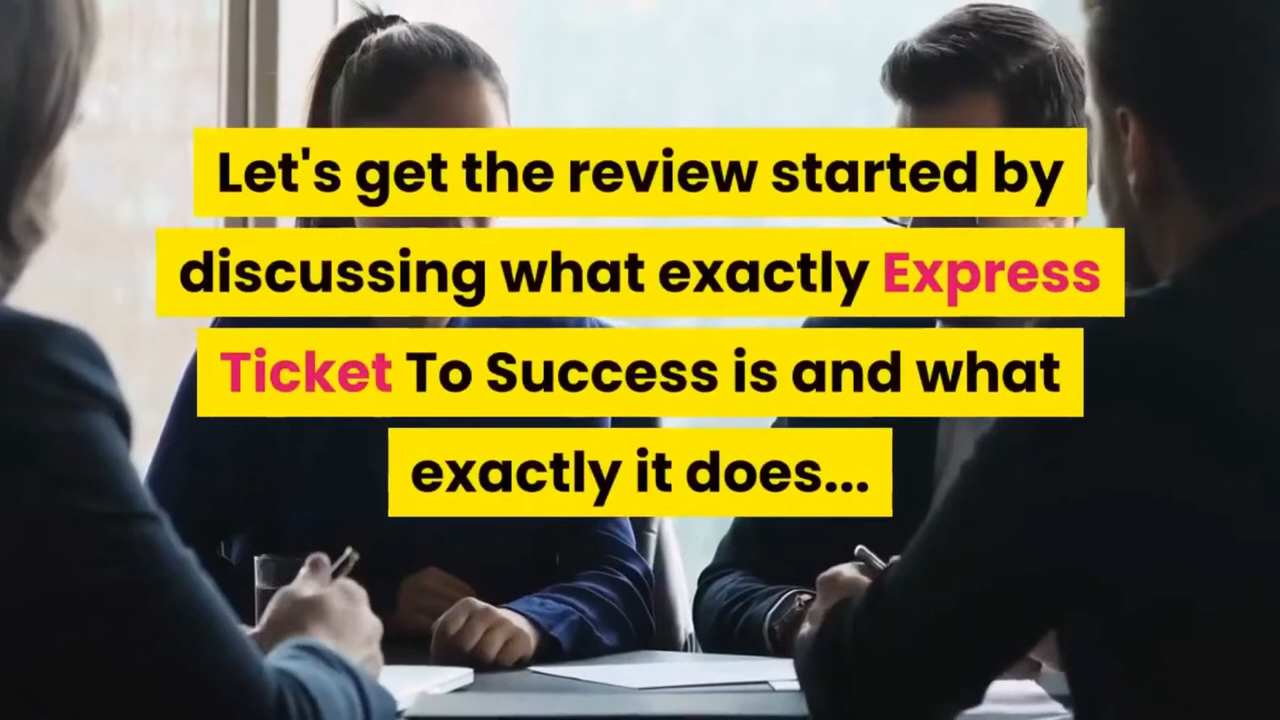 Let's get the review started by
discussing what exactly Express
Ticket To Success is and what
exactly it does...